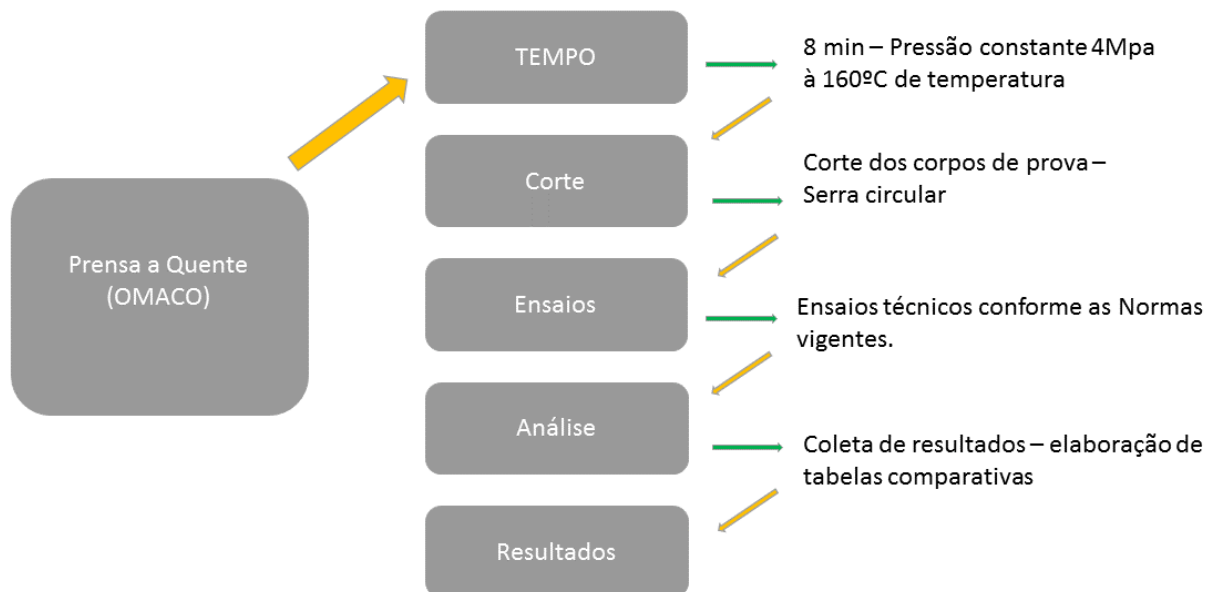 TEMPO
8 min – Pressão constante 4Mpa
à 160ºC de temperatura
Corte
Corte dos corpos de prova –
Serra circular
Prensa a Quente
(OMACO)
Ensaios
Ensaios técnicos conforme as Normas
vigentes.
Análise
Coleta de resultados – elaboração de
tabelas comparativas
Resultados